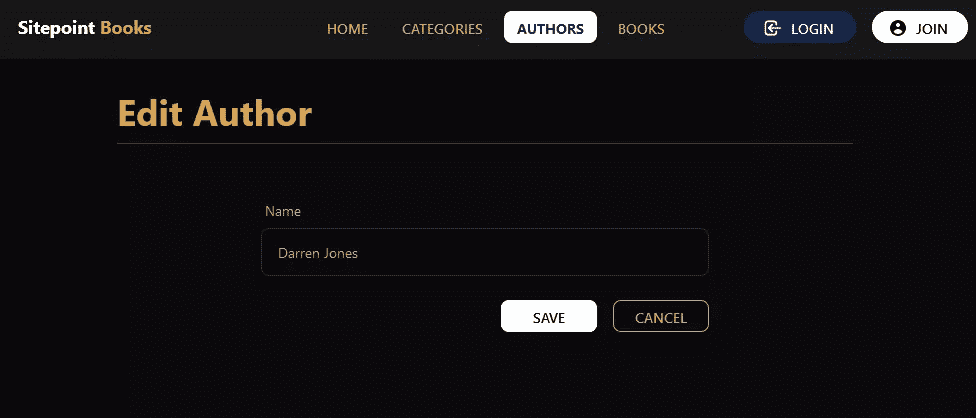 Sitepoint Books HOME CATEGORIES AUTHORS BOOKS LOGIN JOIN
Edit Author
Name
Darren Jones
SAVE CANCEL